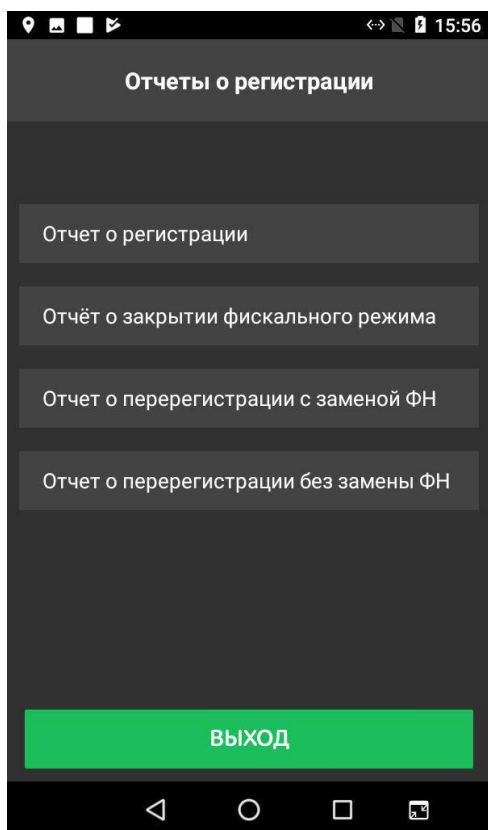 15:56
Отчеты о регистрации
Отчет о регистрации
Отчёт о закрытии фискального режима
Отчет о перерегистрации с заменой ФН
Отчет о перерегистрации без замены ФН
ВЫХОД